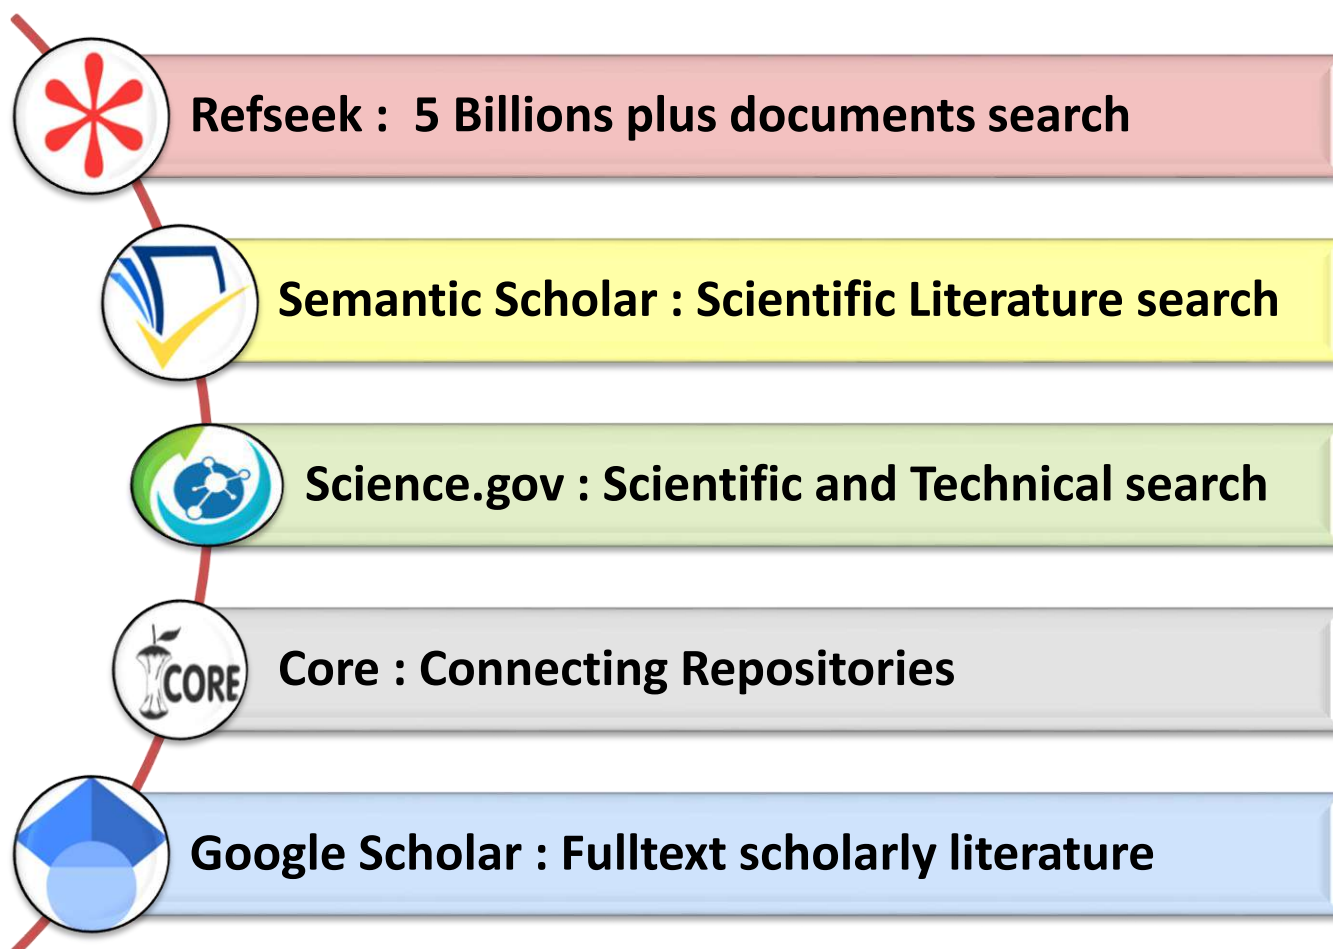 Refseek :  5 Billions plus documents search
Semantic Scholar : Scientific Literature search
Science.gov : Scientific and Technical search
CORE
Core : Connecting Repositories
Google Scholar : Fulltext scholarly literature